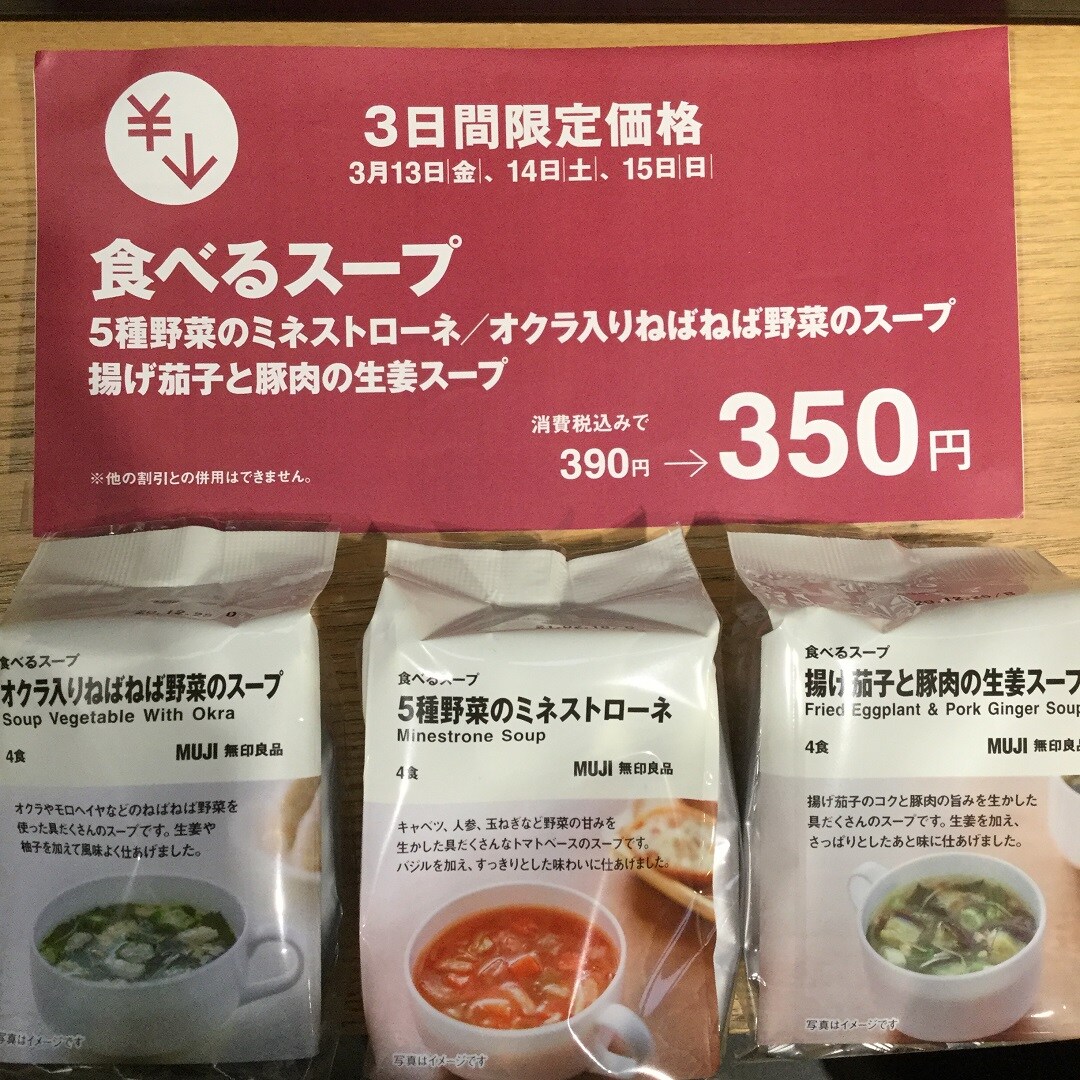 3日間限定価格
3月13日|金|、14日|土|、15日|日|
食べるスープ
5種野菜のミネストローネ/オクラ入りねばねば野菜のスープ
揚げ茄子と豚肉の生姜スープ
消費税込みで
390円→350円
※他の割引との併用はできません。
食べるスープ
オクラ入りねばねば野菜のスープ
Soup Vegetable With Okra
4食
MUJI 無印良品
オクラやモロヘイヤなどのねばねば野菜を
使った具だくさんのスープです。生姜や
柚子を加えて風味よく仕あげました。
写真はイメージです
食べるスープ
5種野菜のミネストローネ
Minestrone Soup
4食
MUJI 無印良品
キャベツ、人参、玉ねぎなど野菜の甘みを
生かした具だくさんなトマトベースのスープです。
バジルを加え、すっきりとした味わいに仕あげました。
写真はイメージです
食べるスープ
揚げ茄子と豚肉の生姜スープ
Fried Eggplant & Pork Ginger Soup
4食
MUJI 無印良品
揚げ茄子のコクと豚肉の旨みを生かした
具だくさんのスープです。生姜を加え、
さっぱりとしたあと味に仕あげました。
写真はイメージです